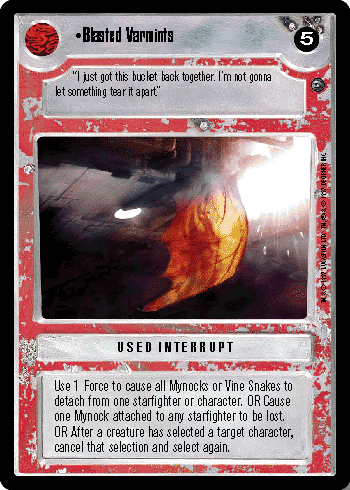 •Blasted Varmints
5
"I just got this bucket back together. I'm not gonna
let something tear it apart."
USED INTERRUPT
Use 1 Force to cause all Mynocks or Vine Snakes to
detach from one starfighter or character. OR Cause
one Mynock attached to any starfighter to be lost.
OR After a creature has selected a target character,
cancel that selection and select again.